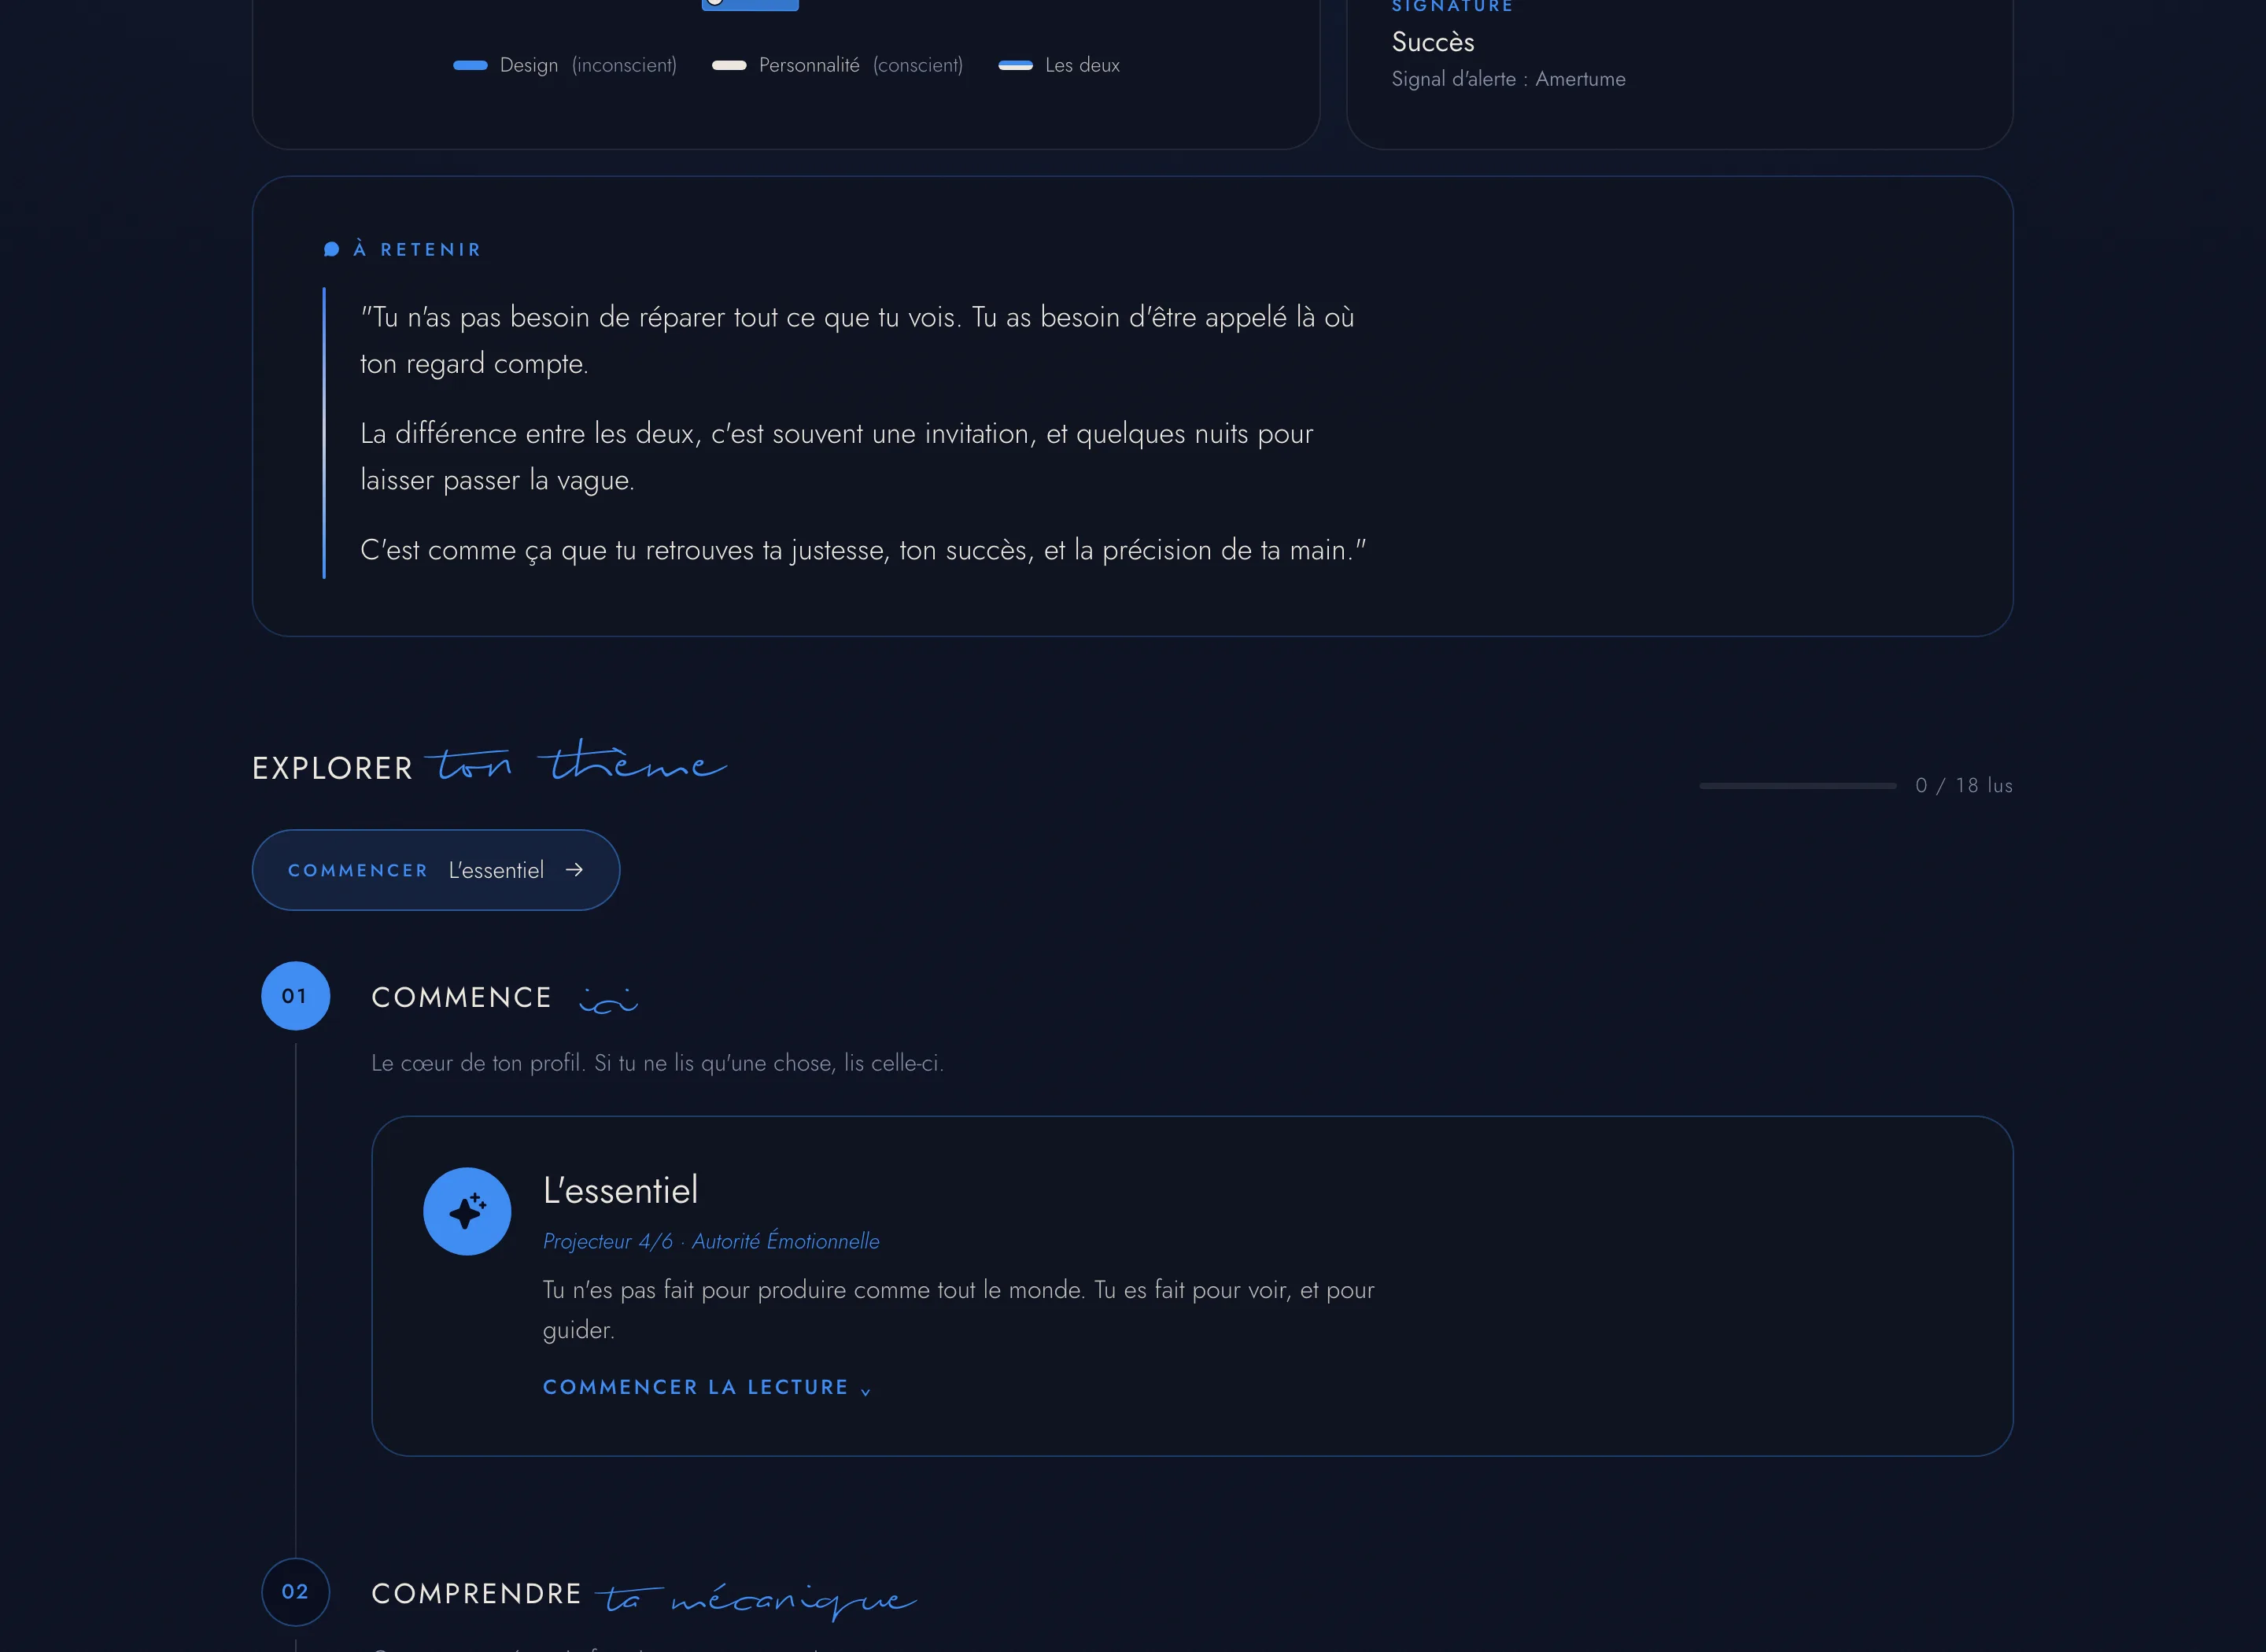 SIGNATURE
Succès
Signal d'alerte : Amertume
Design (inconscient) Personnalité (conscient) Les deux
À RETENIR
"Tu n'as pas besoin de réparer tout ce que tu vois. Tu as besoin d'être appelé là où
ton regard compte.
La différence entre les deux, c'est souvent une invitation, et quelques nuits pour
laisser passer la vague.
C'est comme ça que tu retrouves ta justesse, ton succès, et la précision de ta main."
EXPLORER ton thème
0 / 18 lus
COMMENCER L'essentiel →
01 COMMENCE ici
Le cœur de ton profil. Si tu ne lis qu'une chose, lis celle-ci.
L'essentiel
Projecteur 4/6 · Autorité Émotionnelle
Tu n'es pas fait pour produire comme tout le monde. Tu es fait pour voir, et pour
guider.
COMMENCER LA LECTURE
02 COMPRENDRE ta mécanique